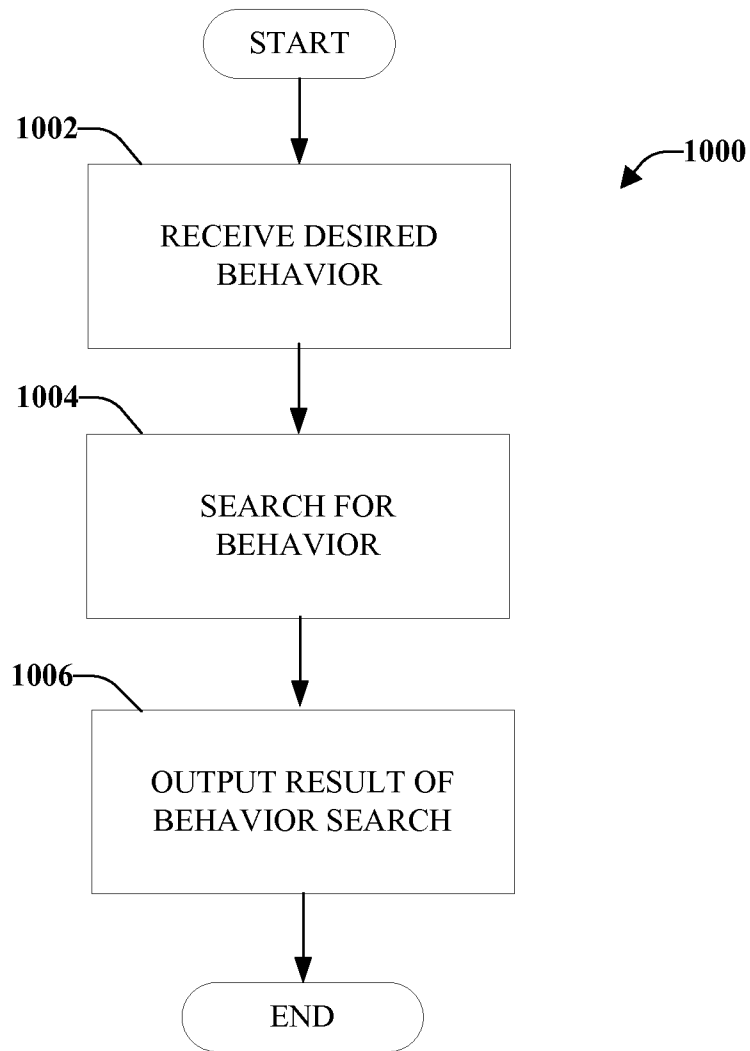 START
1002
1000
RECEIVE DESIRED
BEHAVIOR
1004
SEARCH FOR
BEHAVIOR
1006
OUTPUT RESULT OF
BEHAVIOR SEARCH
END